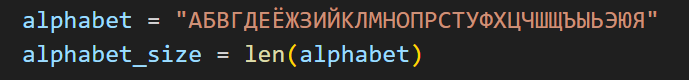 alphabet = "АБВГДЕЁЖЗИЙКЛМНОПРСТУФХЦЧШЩЪЫЬЭЮЯ"
alphabet_size = len(alphabet)